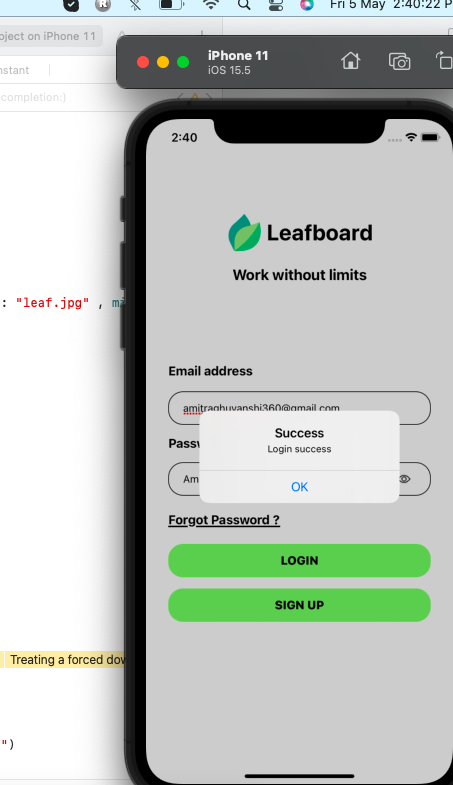 Fri 5 May 2:40:22 P
oject on iPhone 11
iPhone 11
iOS 15.5
nstant
completion:)
2:40
Leafboard
Work without limits
: "leaf.jpg" , mi
Email address
amitraghuvanshi360@gmail.com
Passw
Success
Login success
Am
OK
Forgot Password ?
LOGIN
SIGN UP
Treating a forced dow
")